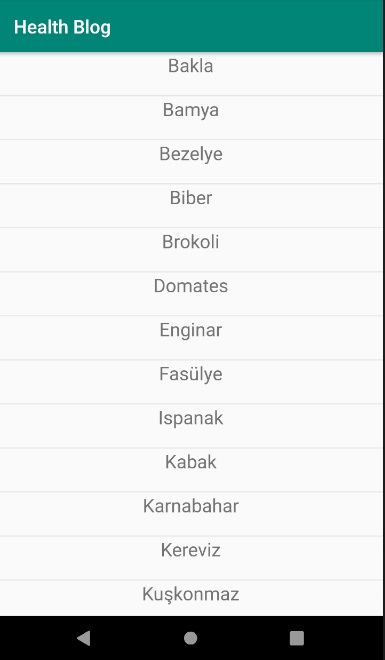 Health Blog
Bakla
Bamya
Bezelye
Biber
Brokoli
Domates
Enginar
Fasülye
Ispanak
Kabak
Karnabahar
Kereviz
Kuşkonmaz